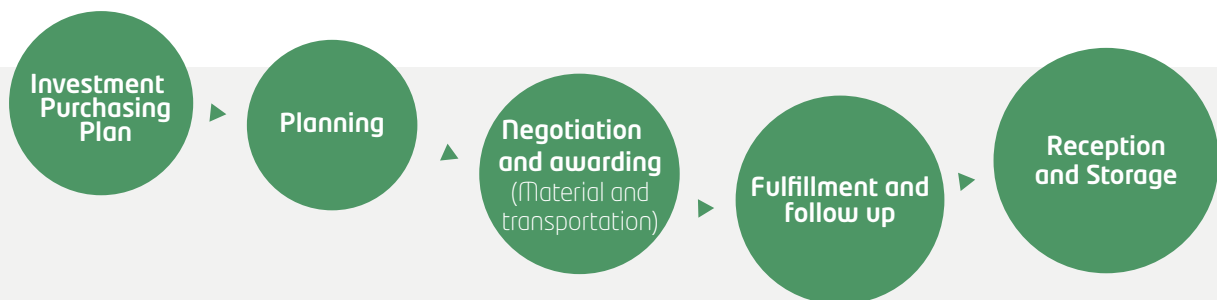 Investment
Purchasing
Plan
Planning
Negotiation
and awarding
(Material and
transportation)
Fulfillment and
follow up
Reception
and Storage